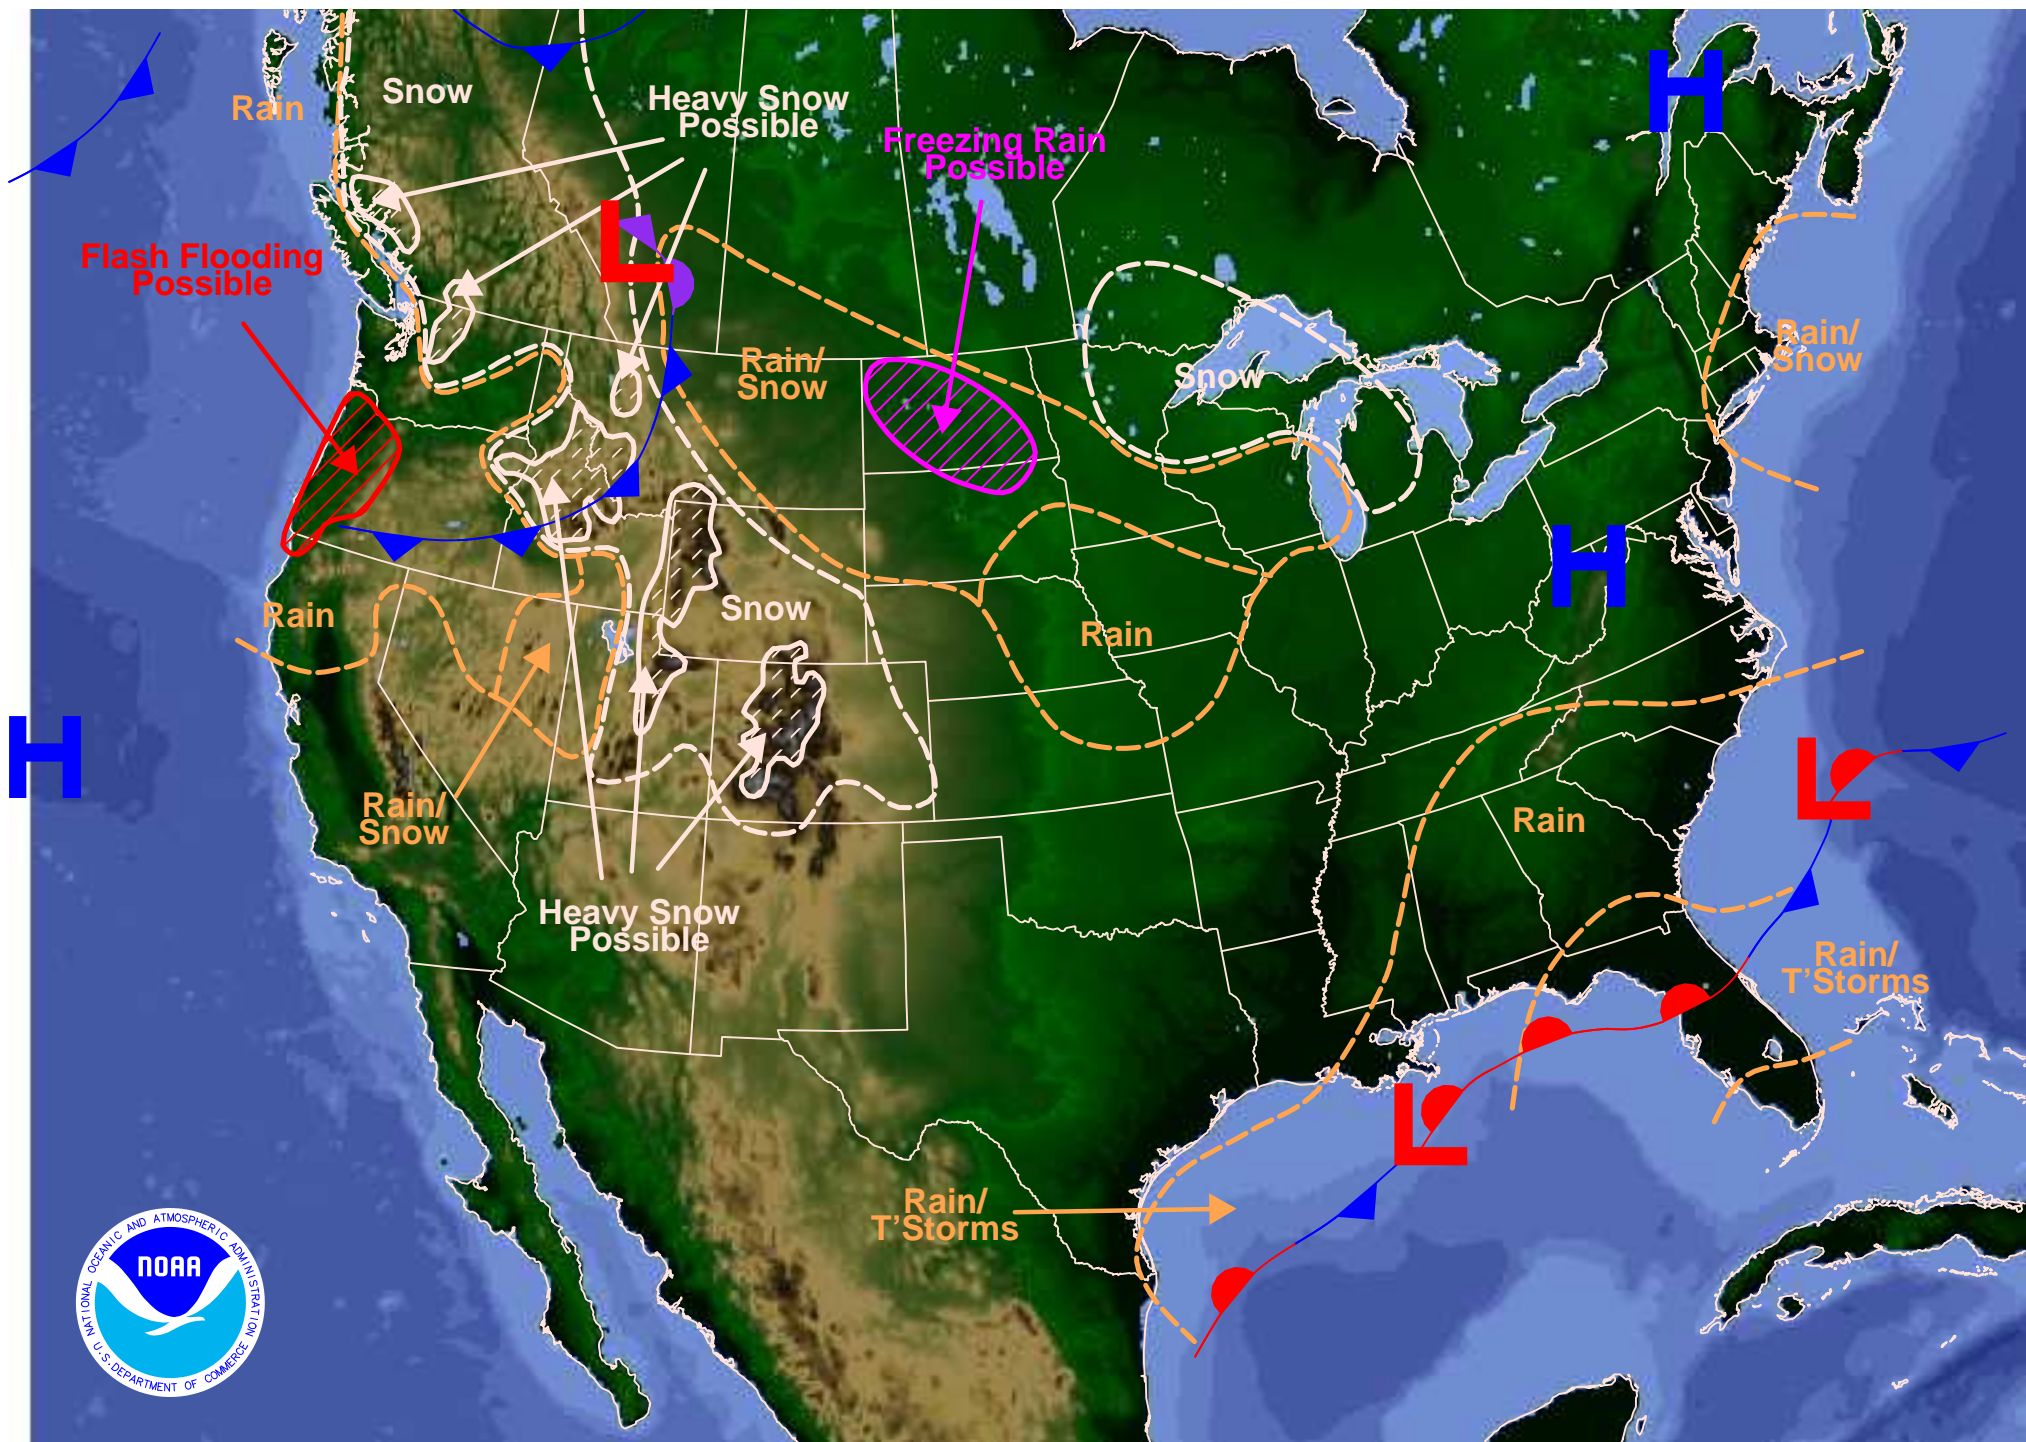 Snow
Rain
Heavy Snow
Possible
H
Freezing Rain
Possible
L
Flash Flooding
Possible
Rain/
Snow
Snow
Rain/
Snow
H
Rain
Snow
Rain
H
L
Rain/
Snow
Rain
Heavy Snow
Possible
Rain/
T'Storms
L
Rain/
T'Storms
NATIONAL OCEANIC AND ATMOSPHERIC ADMINISTRATION
NOAA
U.S. DEPARTMENT OF COMMERCE